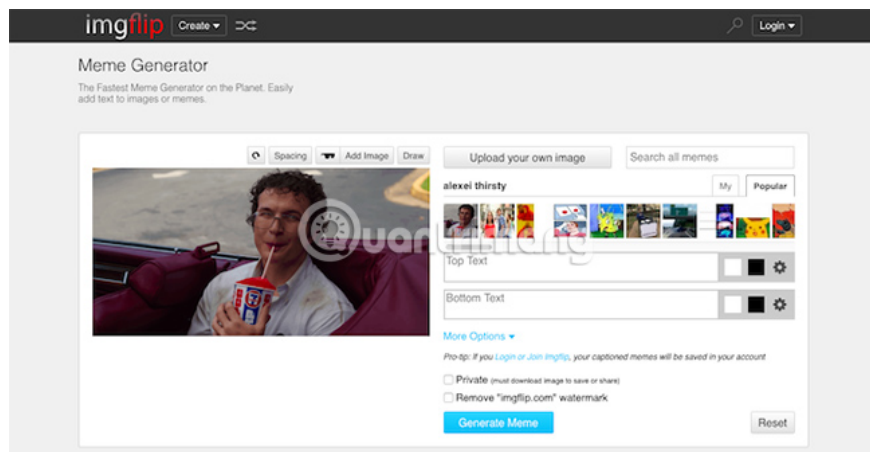 imgflip Create Login
Meme Generator
The Fastest Meme Generator on the Planet. Easily
add text to images or memes.
Spacing Add Image Draw
Upload your own image Search all memes
alexei thirsty My Popular
Quantrimang
Top Text
Bottom Text
More Options
Pro-tip: If you Login or Join Imgflip, your captioned memes will be saved in your account
Private (must download image to save or share)
Remove "imgflip.com" watermark
Generate Meme Reset